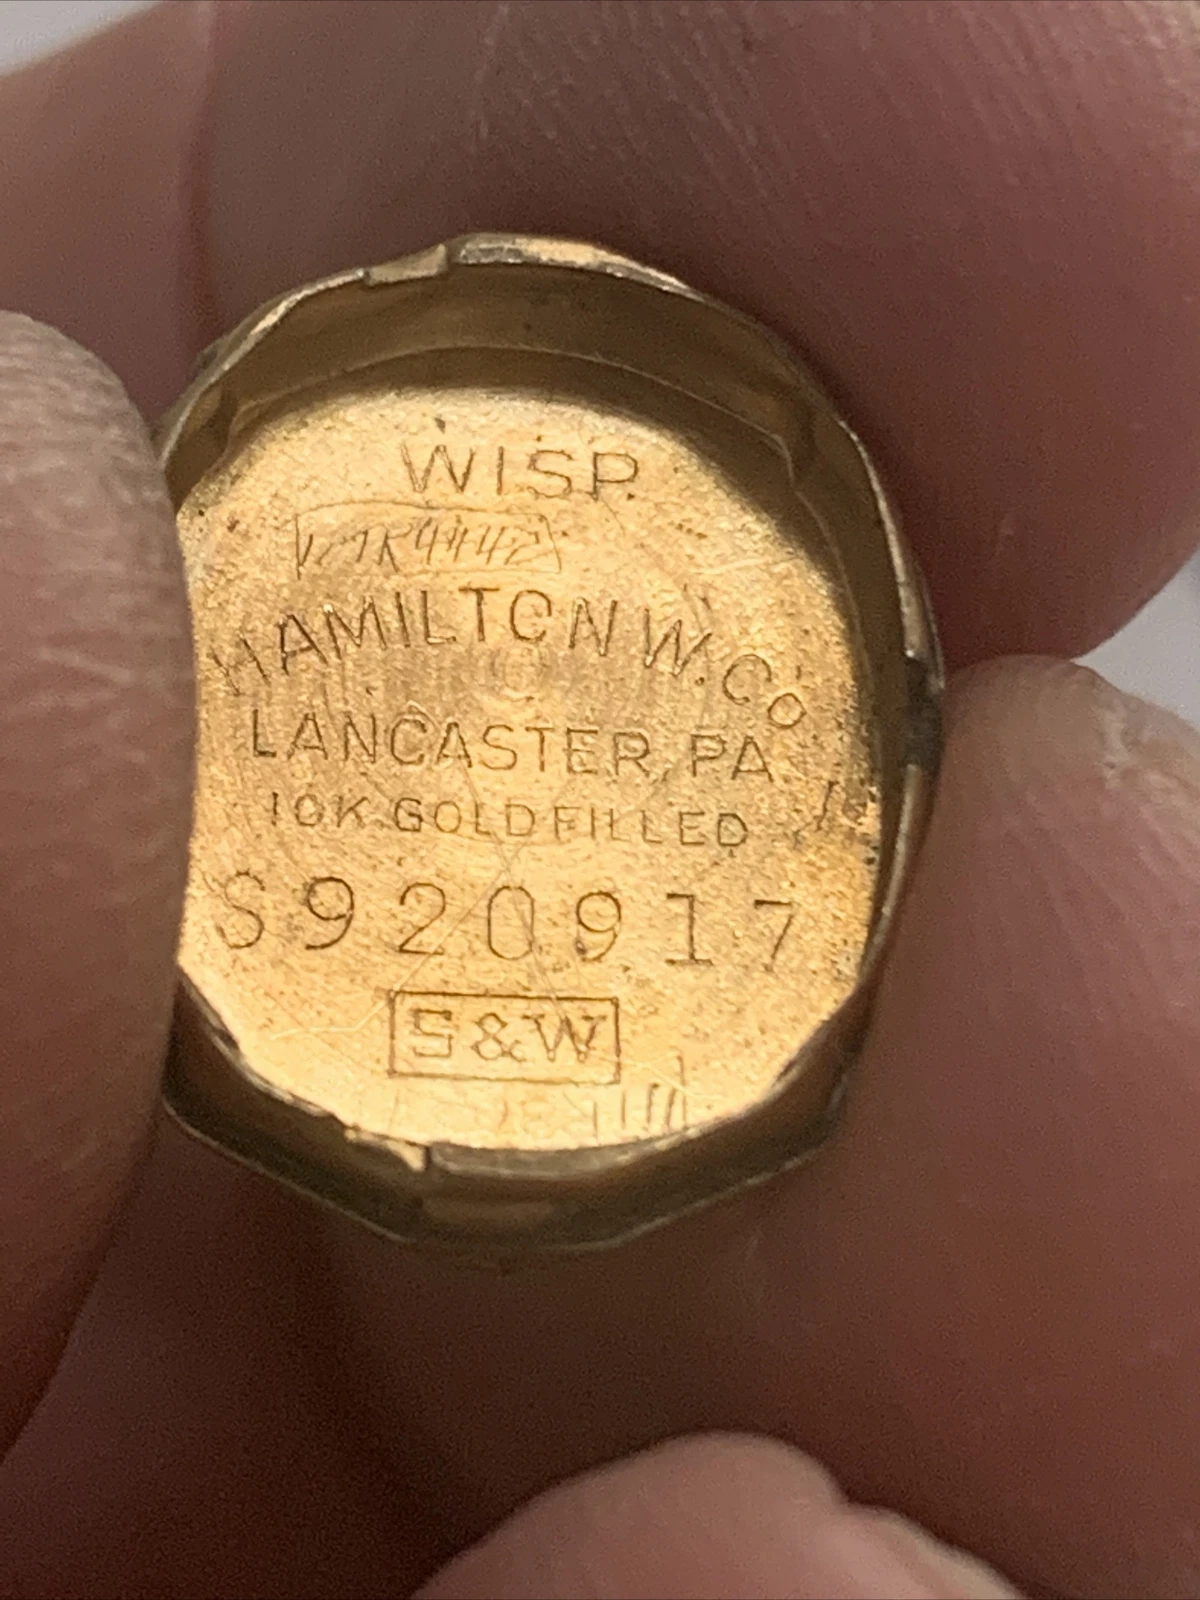 WISP.
HAMILTON W. Co
LANCASTER, PA.
10K GOLD FILLED
S920917
S&W